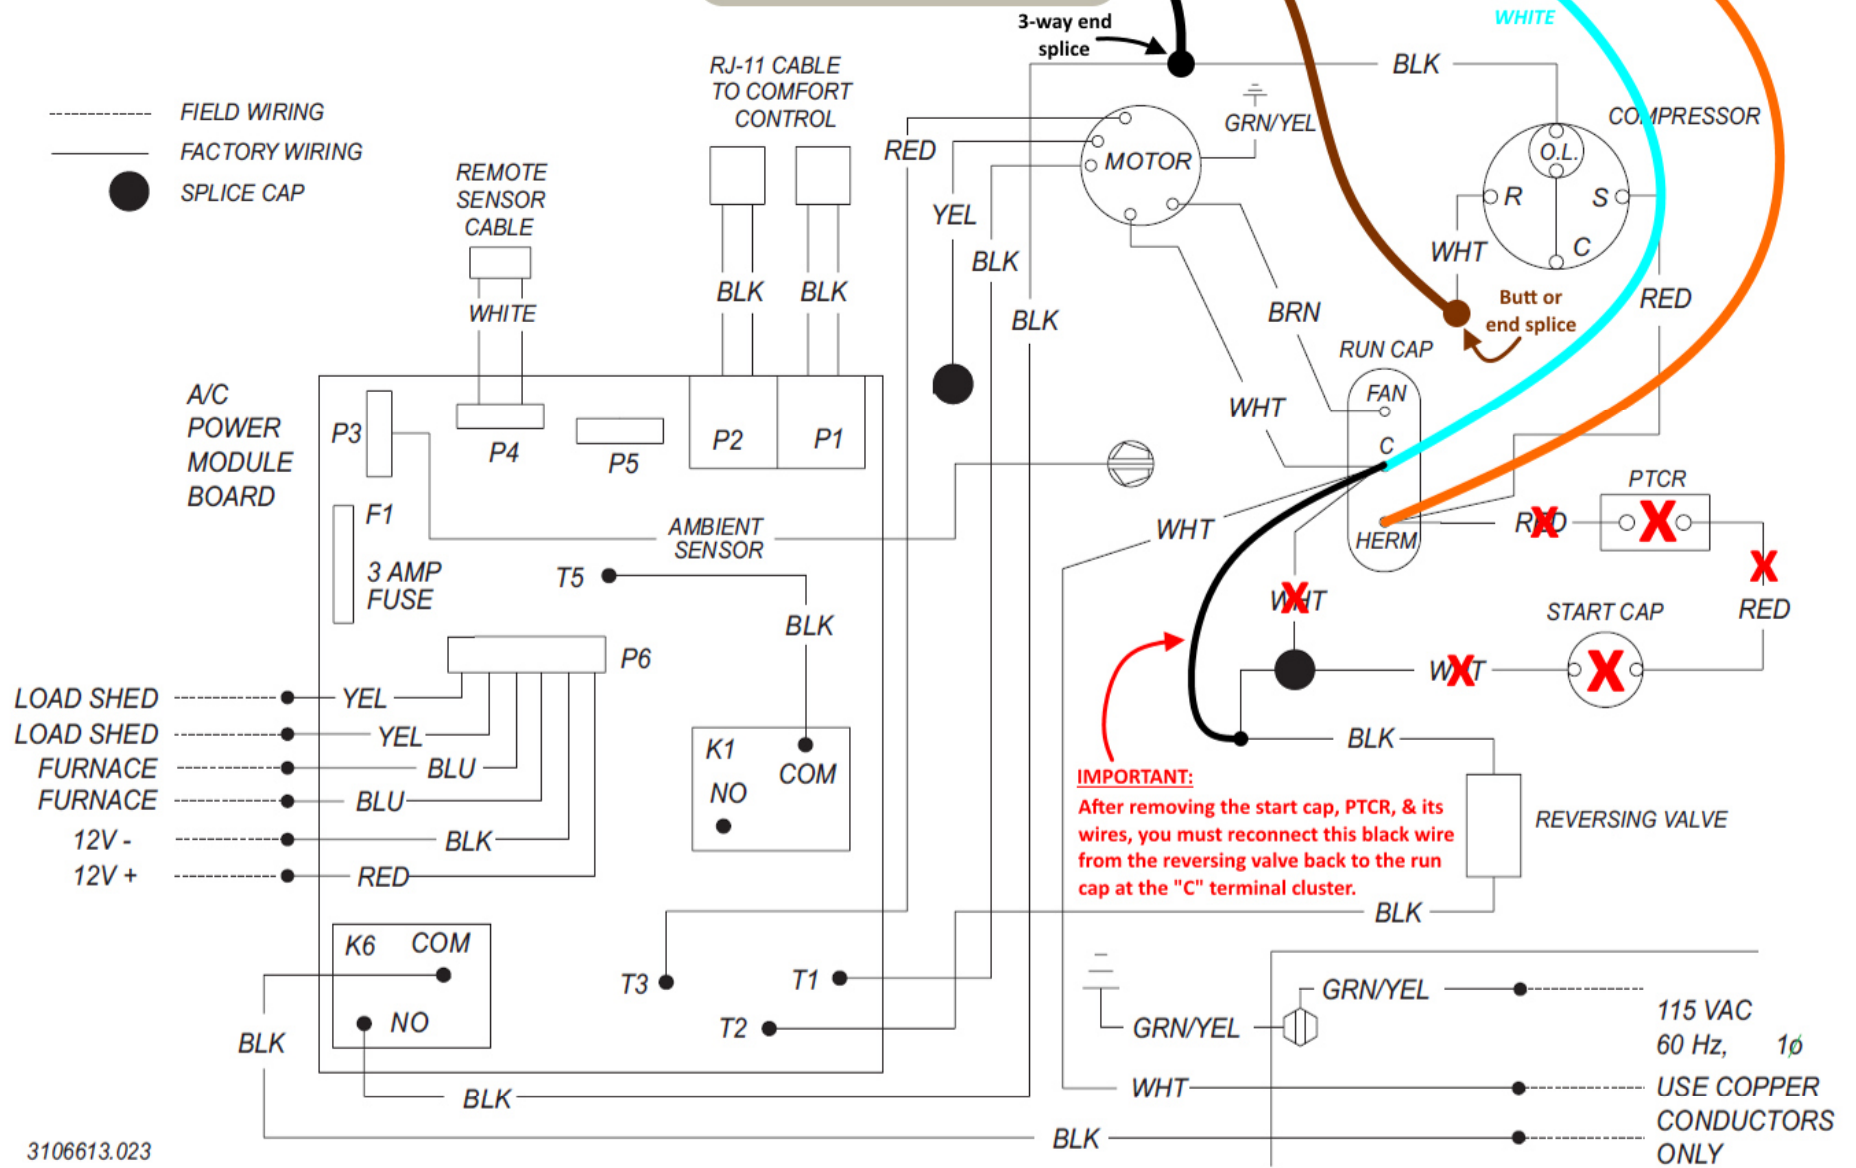 3-way end
splice
WHITE
BLK
RJ-11 CABLE
TO COMFORT
CONTROL
FIELD WIRING
FACTORY WIRING
SPLICE CAP
REMOTE
SENSOR
CABLE
RED
MOTOR
GRN/YEL
COMPRESSOR
O.L.
R
S
C
YEL
BLK
WHT
RED
BLK
BLK
WHITE
BLK
BRN
Butt or
end splice
RUN CAP
FAN
C
HERM
WHT
A/C
POWER
MODULE
BOARD
P3
P4
P5
P2
P1
F1
3 AMP
FUSE
AMBIENT
SENSOR
WHT
PTCR
RED
X
X
X
RED
T5
BLK
WHT
X
START CAP
WHT
X
X
P6
LOAD SHED
YEL
LOAD SHED
YEL
FURNACE
BLU
FURNACE
BLU
12V -
BLK
12V +
RED
K1
COM
NO
BLK
IMPORTANT:
After removing the start cap, PTCR, & its
wires, you must reconnect this black wire
from the reversing valve back to the run
cap at the "C" terminal cluster.
REVERSING VALVE
BLK
K6
COM
NO
T3
T1
T2
BLK
BLK
GRN/YEL
GRN/YEL
115 VAC
60 Hz, 1ø
WHT
USE COPPER
CONDUCTORS
ONLY
BLK
3106613.023